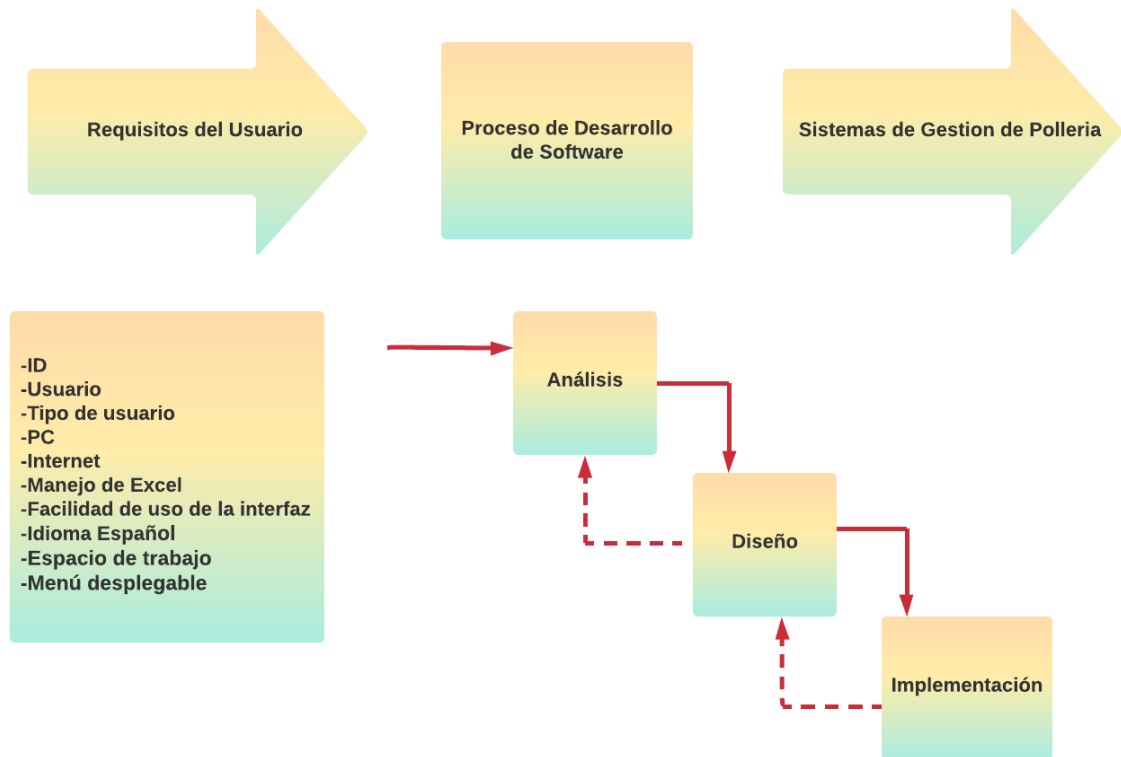 Requisitos del Usuario
Proceso de Desarrollo
de Software
Sistemas de Gestion de Polleria
-ID
-Usuario
-Tipo de usuario
-PC
-Internet
-Manejo de Excel
-Facilidad de uso de la interfaz
-Idioma Español
-Espacio de trabajo
-Menú desplegable
Análisis
Diseño
Implementación